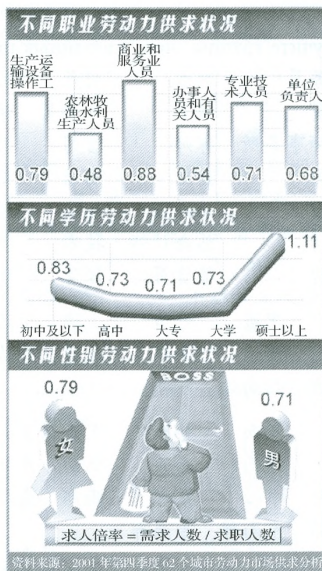 不同职业劳动力供求状况
生产运
输设备
操作工
农林牧
渔水利
生产人员
商业和
服务业
人员
办事人
员和有
关人员
专业技
术人员
单位
负责人
0.79 0.48 0.88 0.54 0.71 0.68
不同学历劳动力供求状况
0.83 0.73 0.71 0.73 1.11
初中及以下 高中 大专 大学 硕士以上
不同性别劳动力供求状况
BOSS
0.79 0.71
女 男
求人倍率=需求人数/求职人数
资料来源：2001年第四季度62个城市劳动力市场供求分析